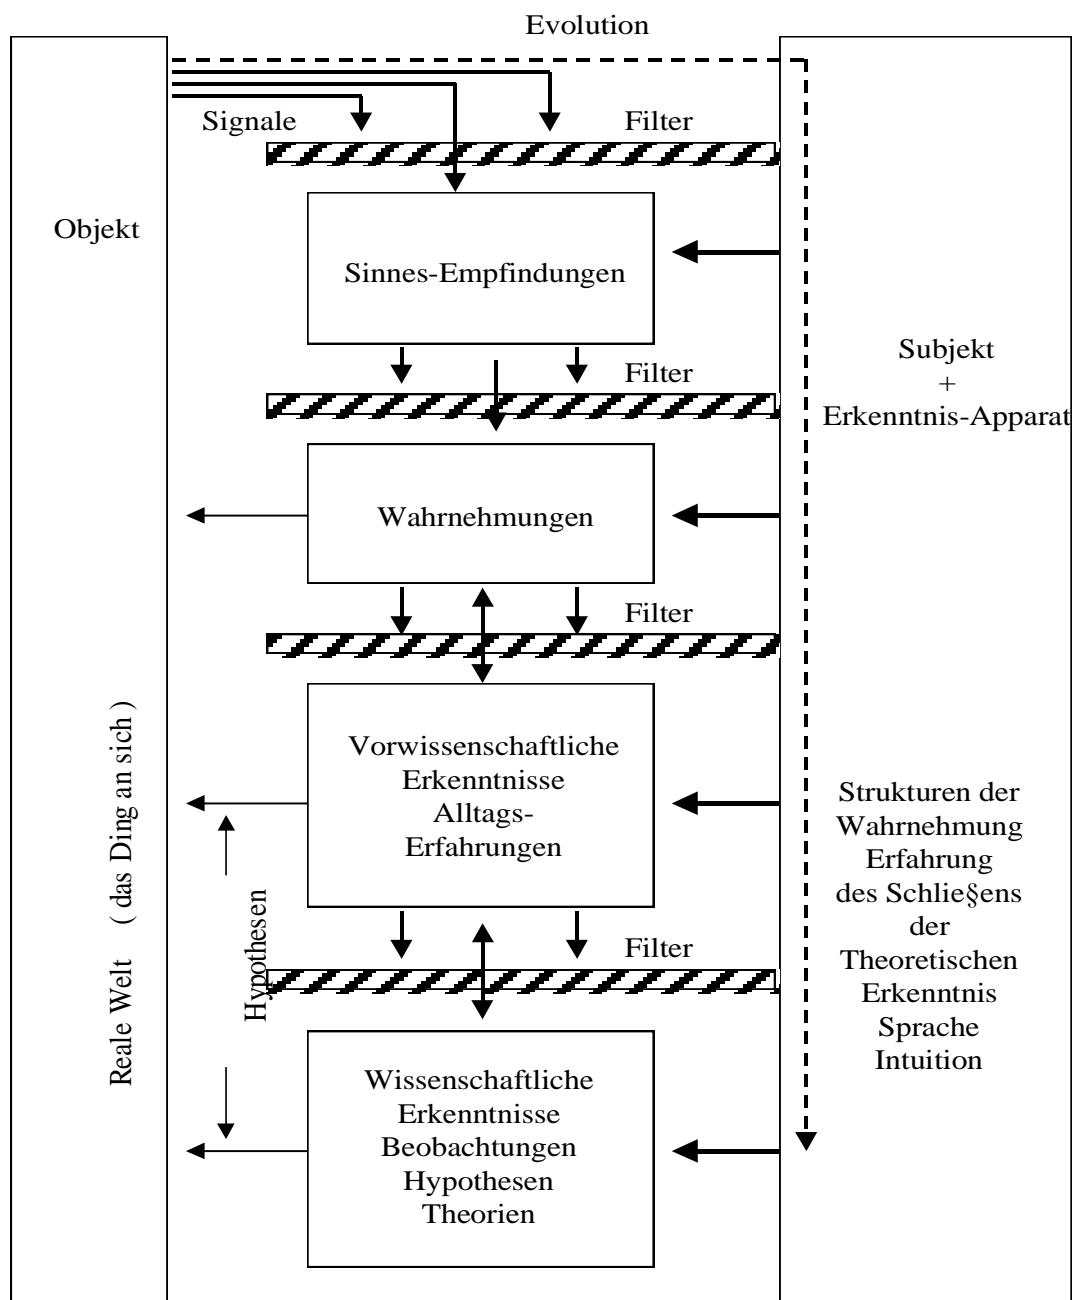 Evolution
Signale
Filter
Objekt
Sinnes-Empfindungen
Subjekt
+
Erkenntnis-Apparat
Filter
Wahrnehmungen
Filter
Reale Welt ( das Ding an sich )
Vorwissenschaftliche
Erkenntnisse
Alltags-
Erfahrungen
Hypothesen
Strukturen der
Wahrnehmung
Erfahrung
des Schlie§ens
der
Theoretischen
Erkenntnis
Sprache
Intuition
Filter
Wissenschaftliche
Erkenntnisse
Beobachtungen
Hypothesen
Theorien